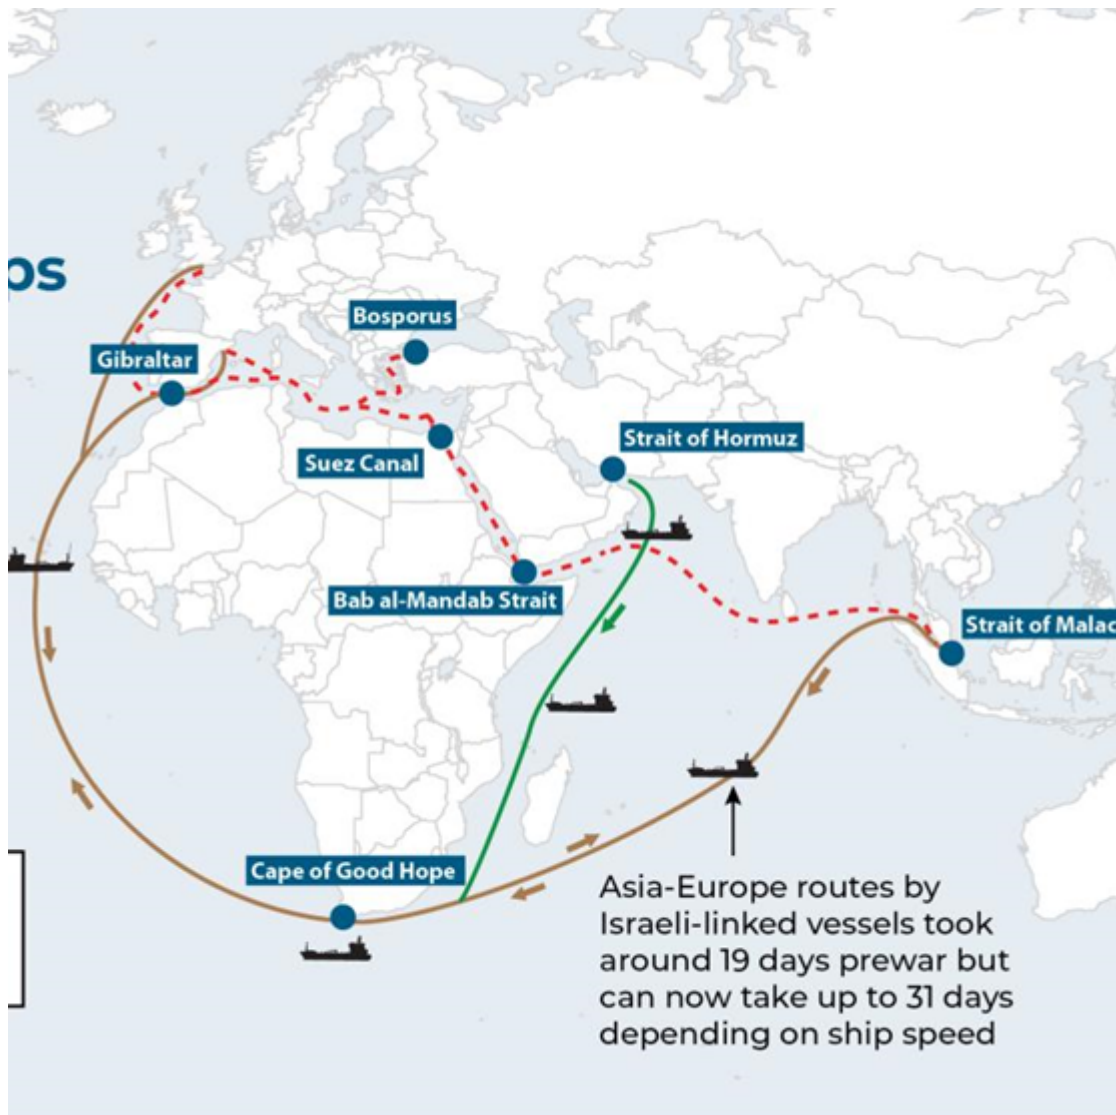 ps
Bosporus
Gibraltar
Strait of Hormuz
Suez Canal
Bab al-Mandab Strait
Strait of Malac
Cape of Good Hope
Asia-Europe routes by
Israeli-linked vessels took
around 19 days prewar but
can now take up to 31 days
depending on ship speed